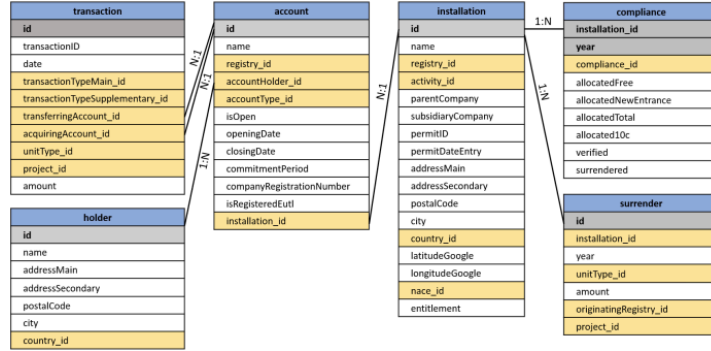 transaction
id
transactionID
date
transactionTypeMain_id
transactionTypeSupplementary_id
transferringAccount_id
acquiringAccount_id
unitType_id
project_id
amount
holder
id
name
addressMain
addressSecondary
postalCode
city
country_id
N:1
N:1
1:N
account
id
name
registry_id
accountHolder_id
accountType_id
isOpen
openingDate
closingDate
commitmentPeriod
companyRegistrationNumber
isRegisteredEutl
installation_id
N:1
installation
id
name
registry_id
activity_id
parentCompany
subsidiaryCompany
permitID
permitDateEntry
addressMain
addressSecondary
postalCode
city
country_id
latitudeGoogle
longitudeGoogle
nace_id
entitlement
1:N
1:N
compliance
installation_id
year
compliance_id
allocatedFree
allocatedNewEntrance
allocatedTotal
allocated10c
verified
surrendered
surrender
id
installation_id
year
unitType_id
amount
originatingRegistry_id
project_id